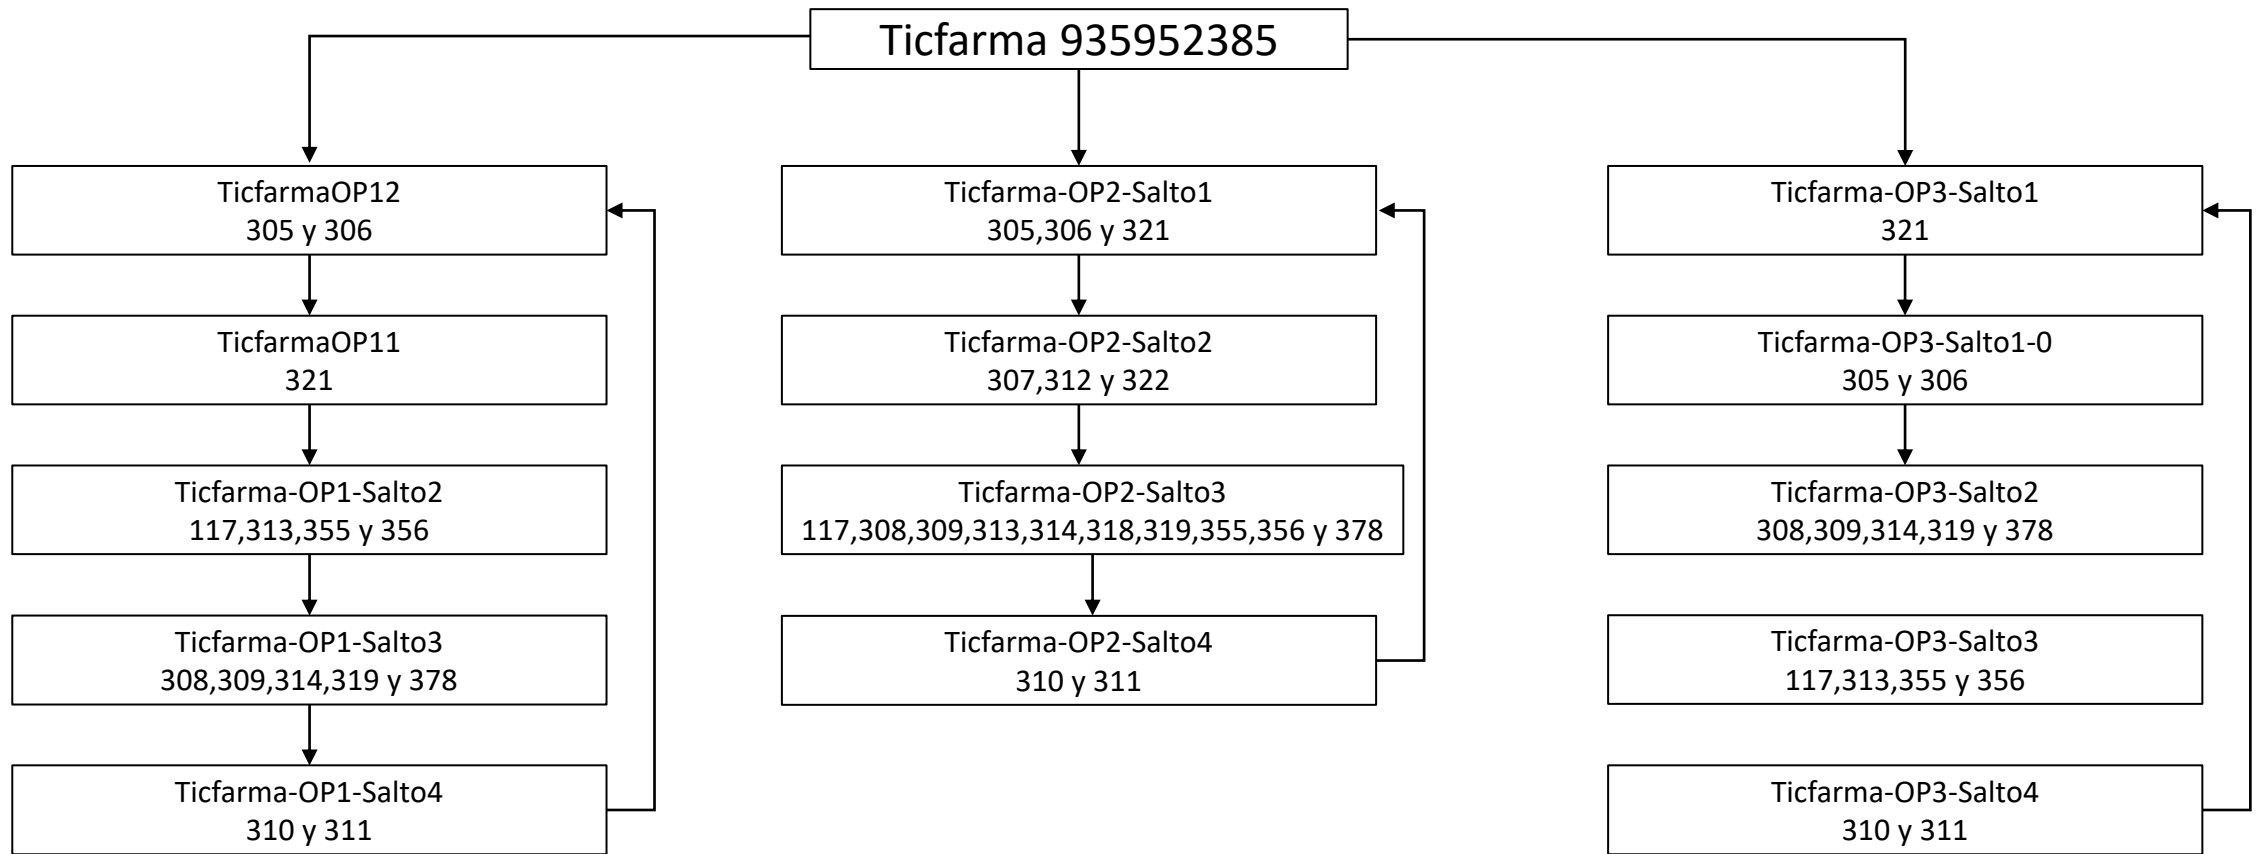 Ticfarma 935952385
TicfarmaOP12
305 y 306
TicfarmaOP11
321
Ticfarma-OP1-Salto2
117,313,355 y 356
Ticfarma-OP1-Salto3
308,309,314,319 y 378
Ticfarma-OP1-Salto4
310 y 311
Ticfarma-OP2-Salto1
305,306 y 321
Ticfarma-OP2-Salto2
307,312 y 322
Ticfarma-OP2-Salto3
117,308,309,313,314,318,319,355,356 y 378
Ticfarma-OP2-Salto4
310 y 311
Ticfarma-OP3-Salto1
321
Ticfarma-OP3-Salto1-0
305 y 306
Ticfarma-OP3-Salto2
308,309,314,319 y 378
Ticfarma-OP3-Salto3
117,313,355 y 356
Ticfarma-OP3-Salto4
310 y 311